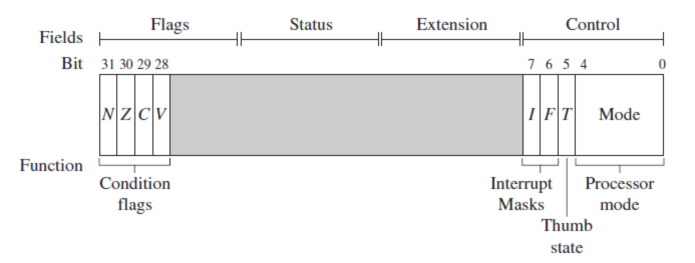 Fields Flags Status Extension Control
Bit 31 30 29 28 7 6 5 4 0
N Z C V I F T Mode
Function
Condition Interrupt Processor
flags Masks mode
Thumb
state